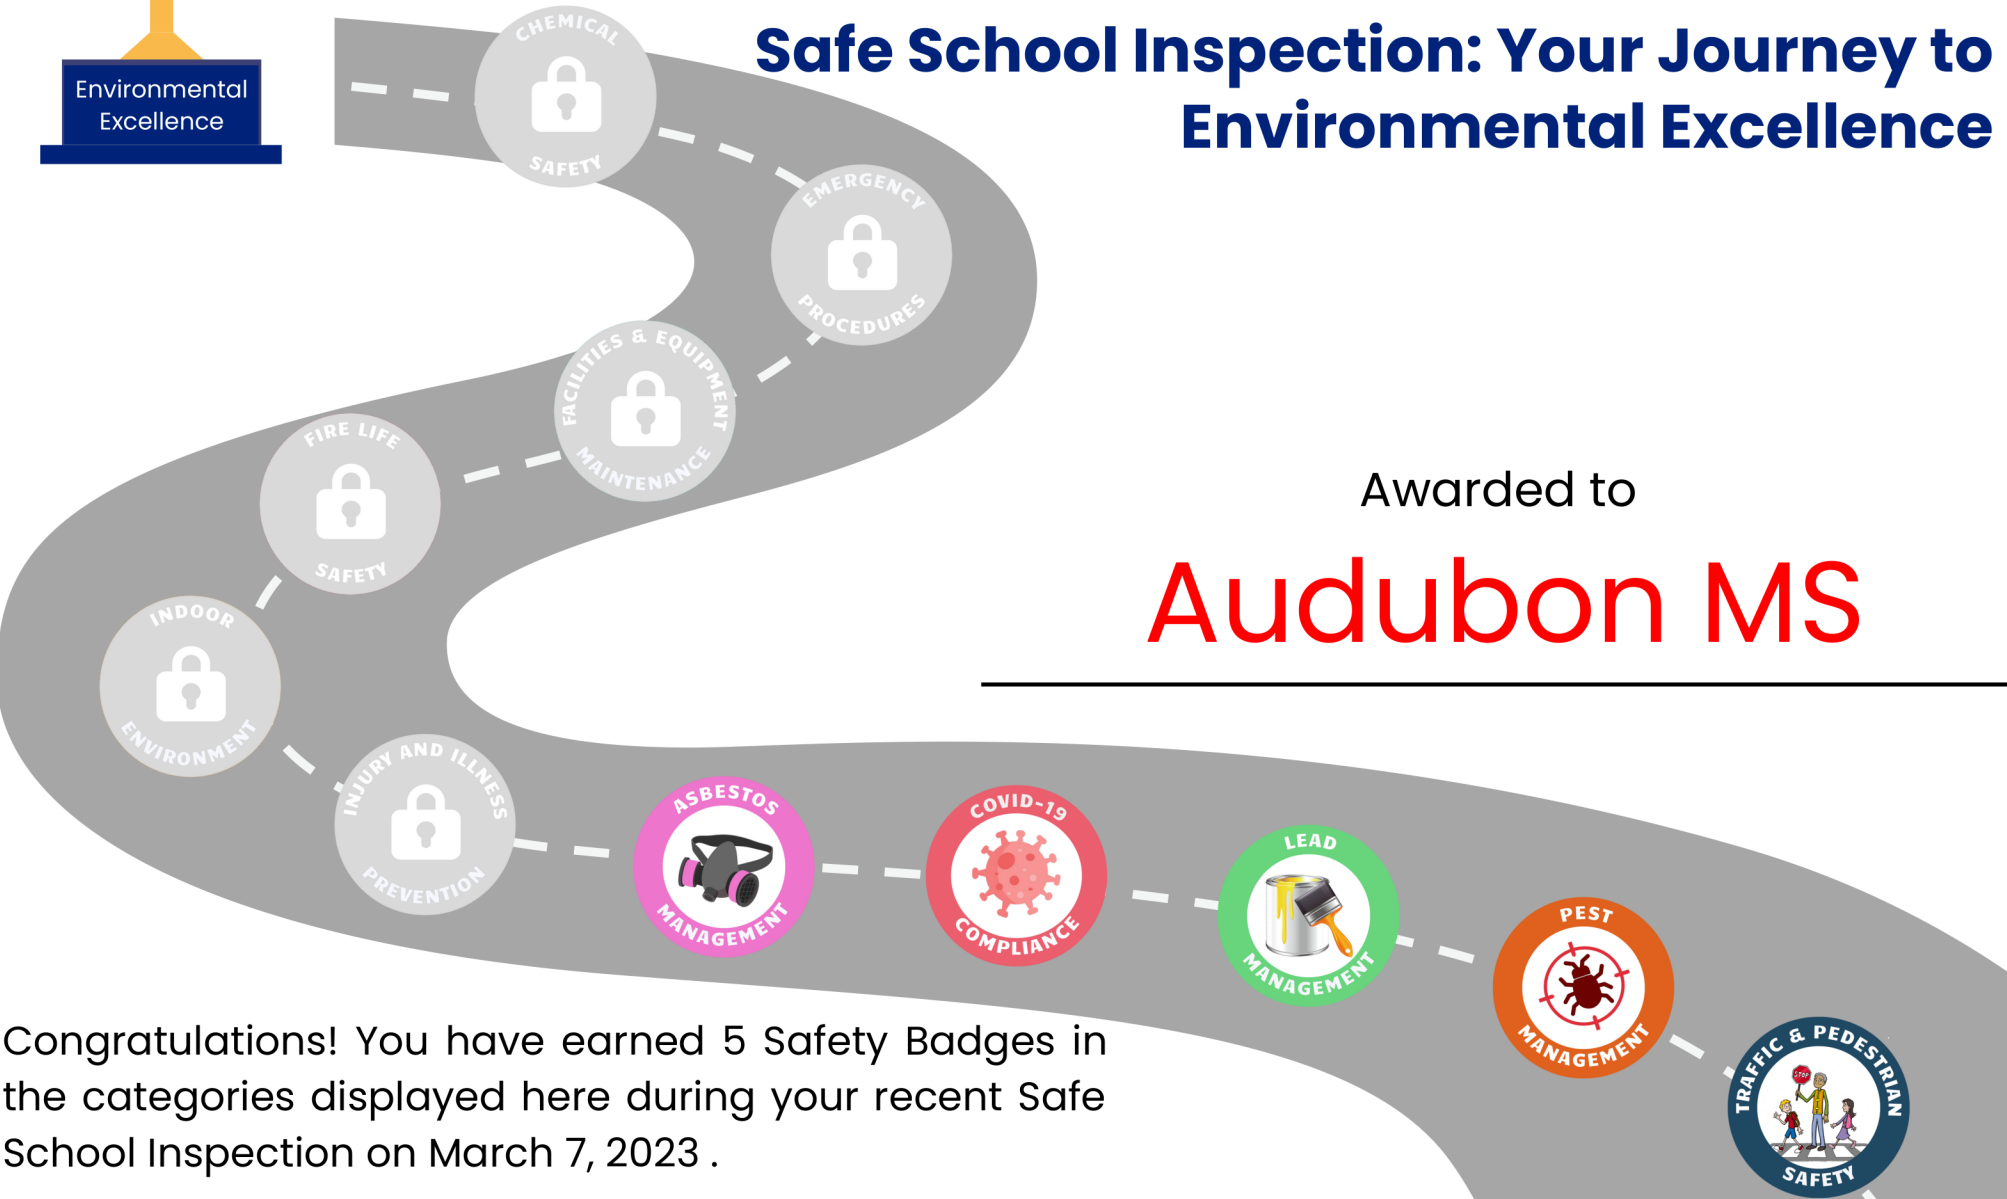 Environmental
Excellence
Safe School Inspection: Your Journey to
Environmental Excellence
CHEMICAL
SAFETY
EMERGENCY
PROCEDURES
FACILITIES & EQUIPMENT
MAINTENANCE
FIRE LIFE
SAFETY
INDOOR
ENVIRONMENT
INJURY AND ILLNESS
PREVENTION
Awarded to
Audubon MS
ASBESTOS
MANAGEMENT
COVID-19
COMPLIANCE
LEAD
MANAGEMENT
PEST
MANAGEMENT
TRAFFIC & PEDESTRIAN
STOP
SAFETY
Congratulations! You have earned 5 Safety Badges in
the categories displayed here during your recent Safe
School Inspection on March 7, 2023 .